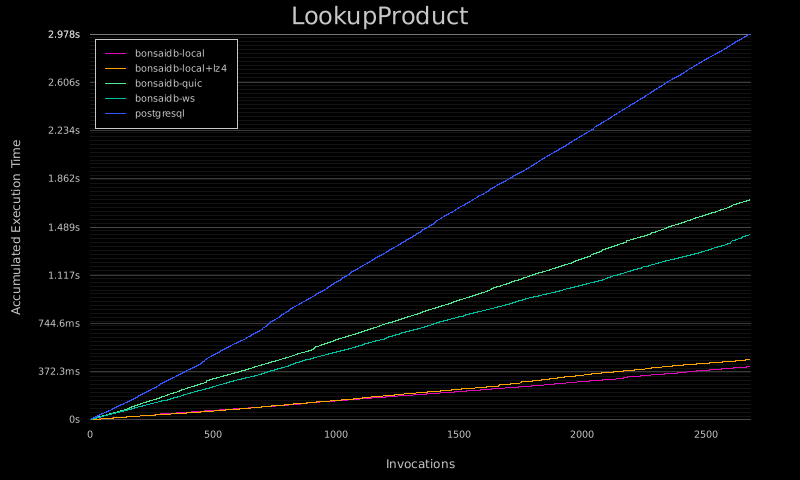 LookupProduct
2.978s
2.606s
2.234s
1.862s
1.489s
1.117s
744.6ms
372.3ms
0s
bonsaidb-local
bonsaidb-local+lz4
bonsaidb-quic
bonsaidb-ws
postgresql
Accumulated Execution Time
0 500 1000 1500 2000 2500
Invocations